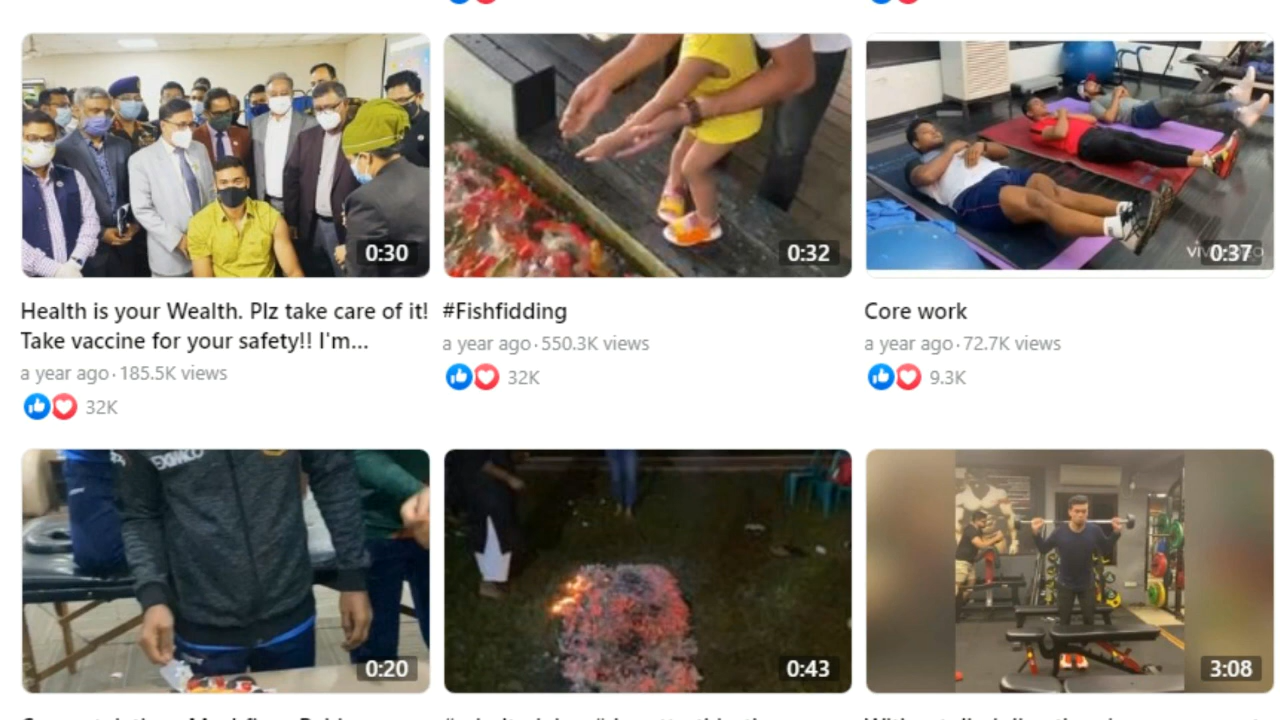 0:30
0:32
0:37
Health is your Wealth. Plz take care of it!
Take vaccine for your safety!! I'm...
a year ago · 185.5K views
32K
#Fishfidding
a year ago · 550.3K views
32K
Core work
a year ago · 72.7K views
9.3K
0:20
0:43
3:08